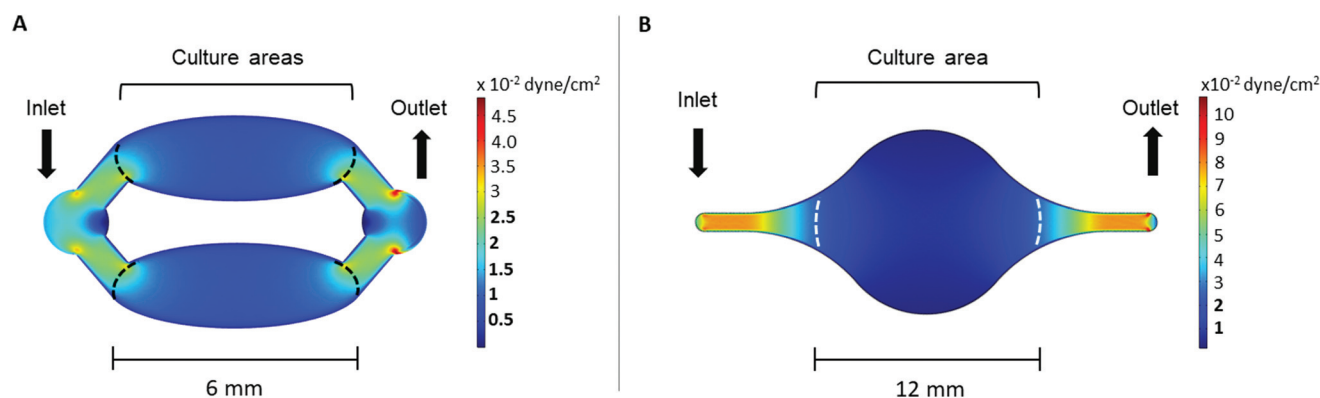 A
Culture areas
Inlet
Outlet
x 10⁻² dyne/cm²
4.5
4.0
3.5
3
2.5
2
1.5
1
0.5
6 mm
B
Culture area
Inlet
Outlet
x10⁻² dyne/cm²
10
9
8
7
6
5
4
3
2
1
12 mm